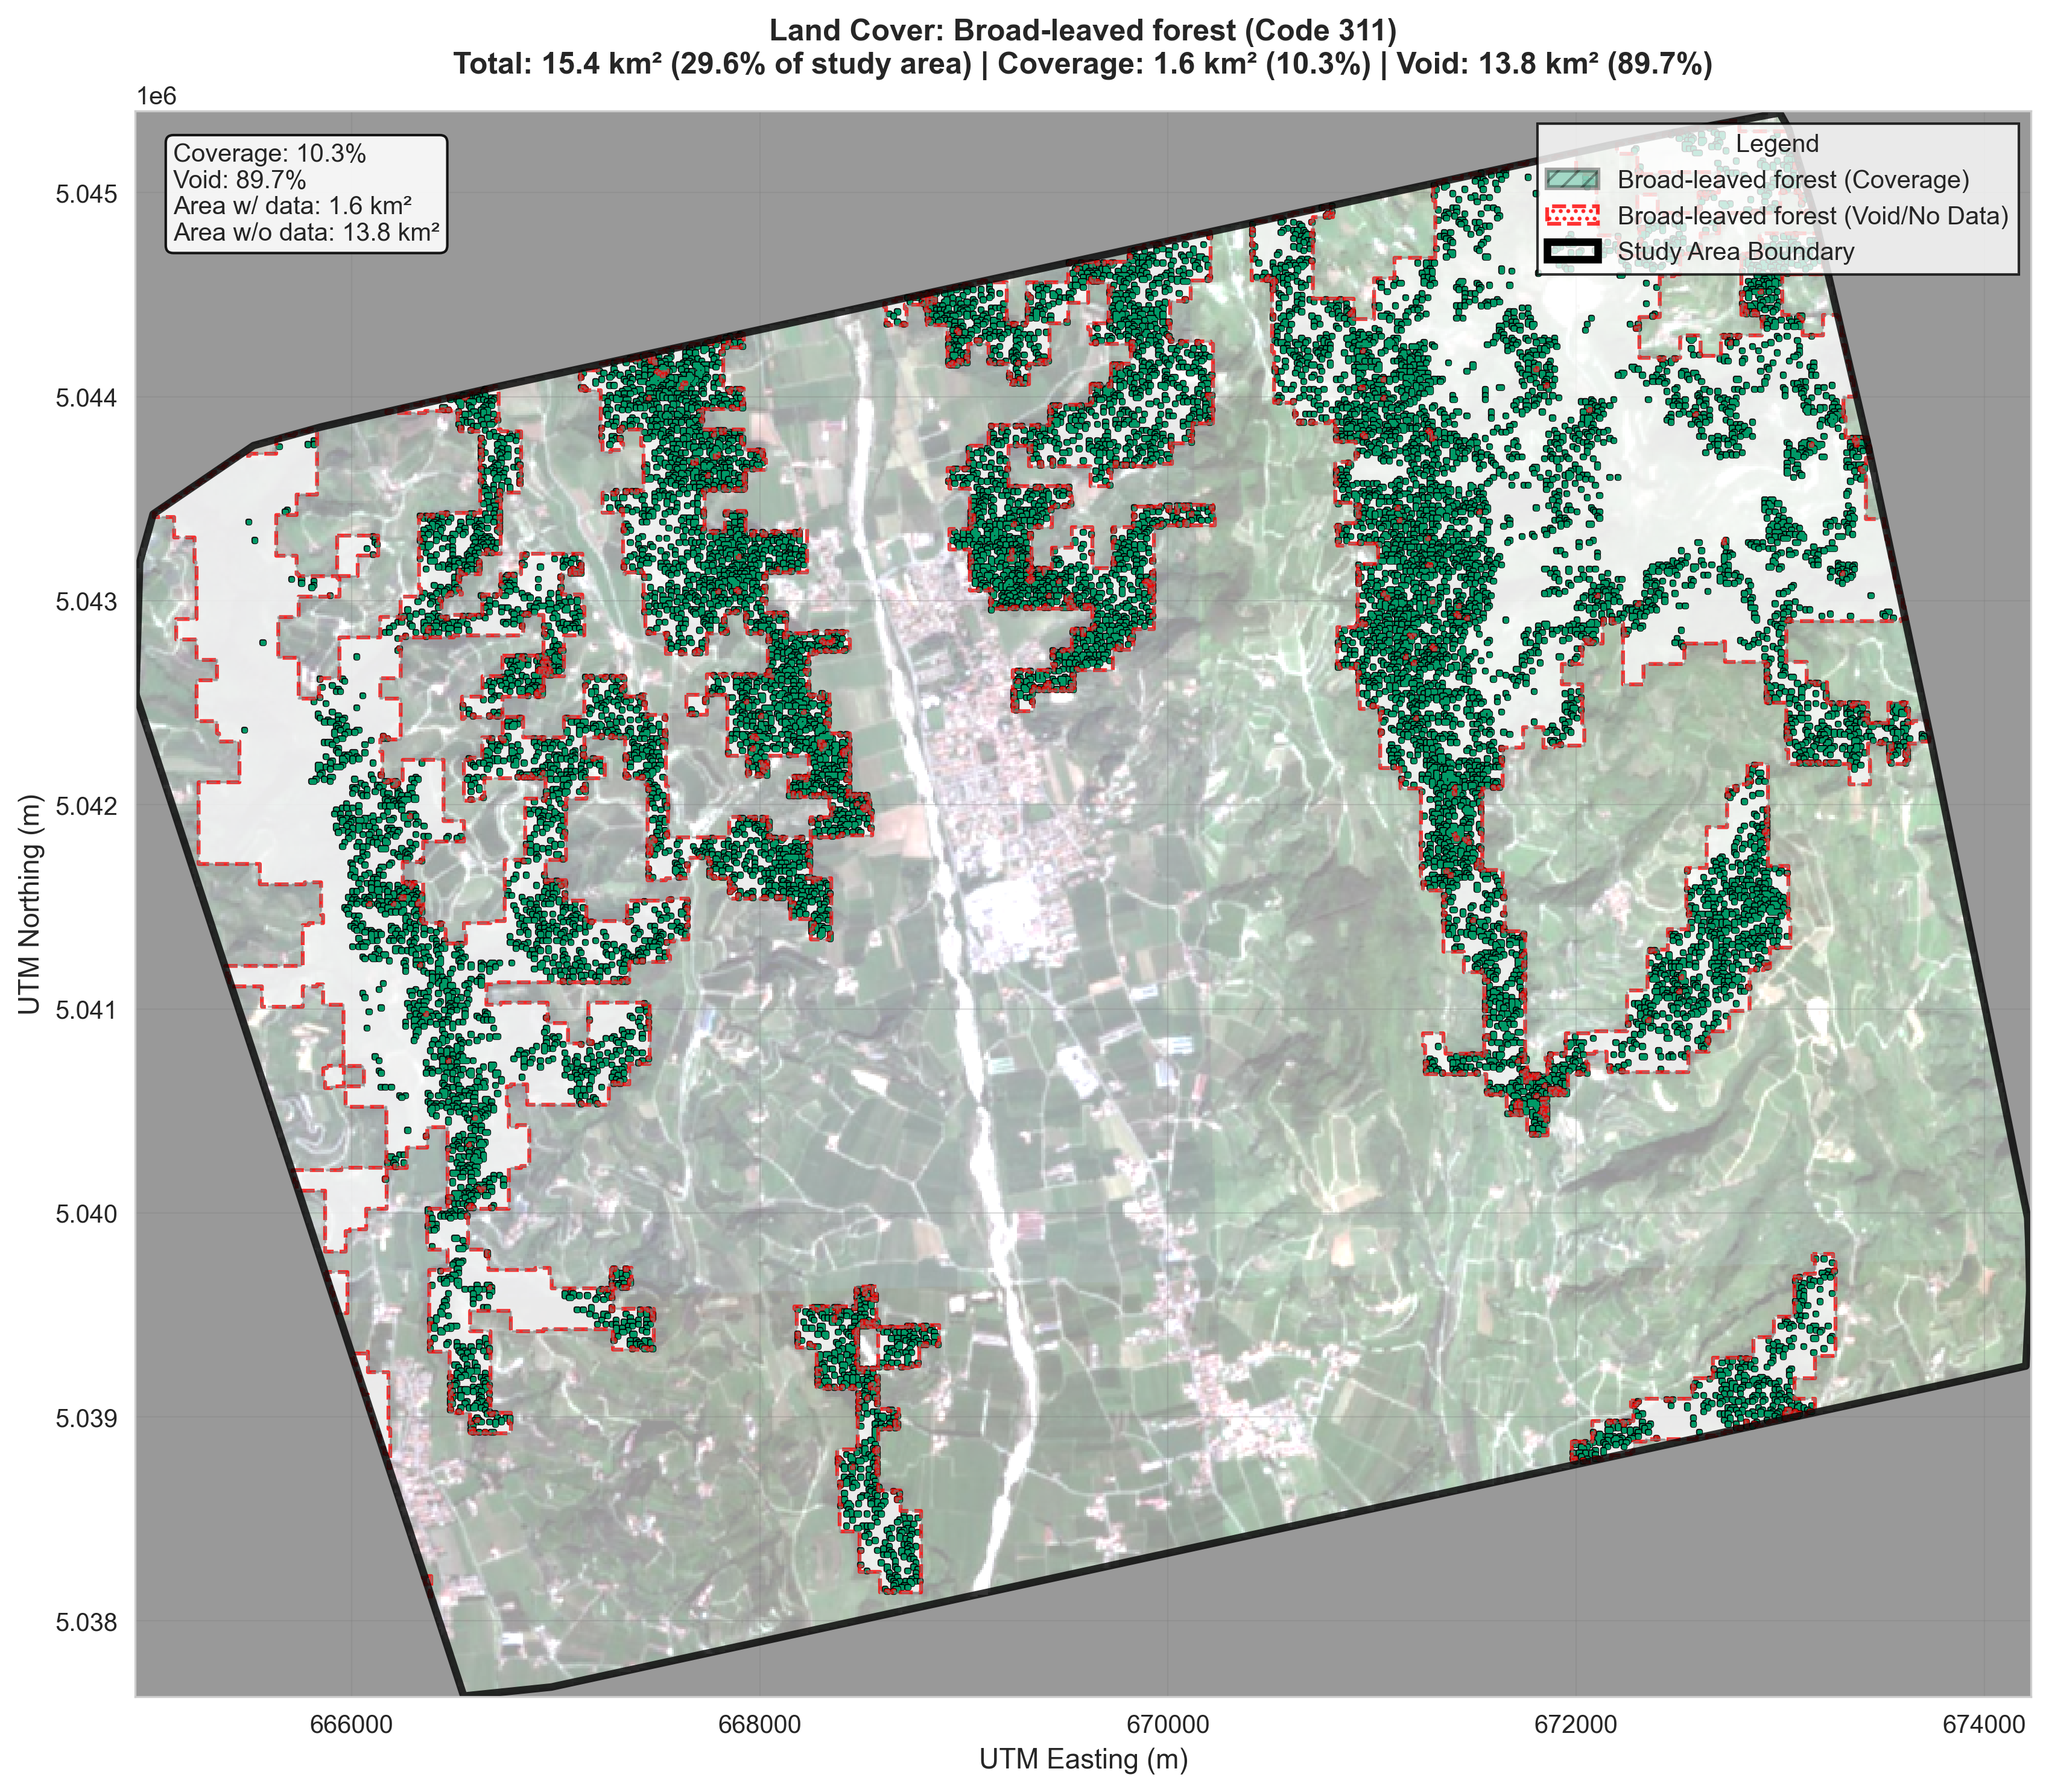 Land Cover: Broad-leaved forest (Code 311)
Total: 15.4 km² (29.6% of study area) | Coverage: 1.6 km² (10.3%) | Void: 13.8 km² (89.7%)
1e6
Coverage: 10.3%
Void: 89.7%
Area w/ data: 1.6 km²
Area w/o data: 13.8 km²
Legend
Broad-leaved forest (Coverage)
Broad-leaved forest (Void/No Data)
Study Area Boundary
5.045
5.044
5.043
5.042
5.041
5.040
5.039
5.038
UTM Northing (m)
666000
668000
670000
672000
674000
UTM Easting (m)